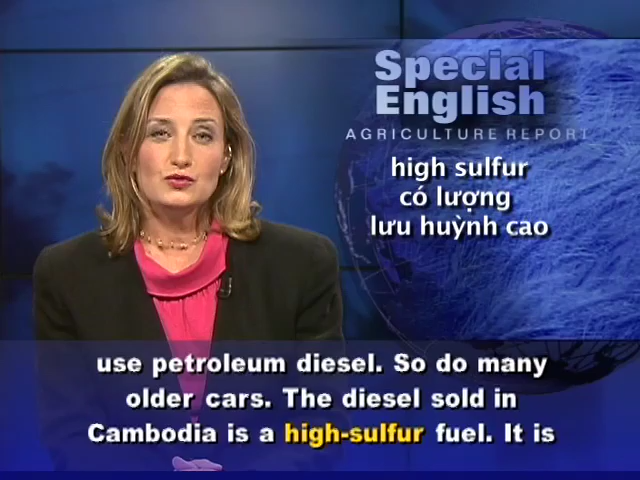 Special
English
AGRICULTURE REPORT
high sulfur
có lượng
lưu huỳnh cao
use petroleum diesel. So do many
older cars. The diesel sold in
Cambodia is a high-sulfur fuel. It is